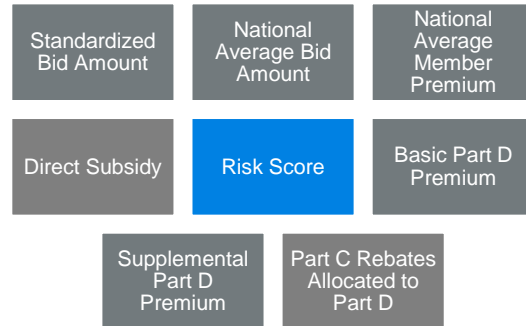 Standardized
Bid Amount
National
Average Bid
Amount
National
Average
Member
Premium
Direct Subsidy
Risk Score
Basic Part D
Premium
Supplemental
Part D
Premium
Part C Rebates
Allocated to
Part D